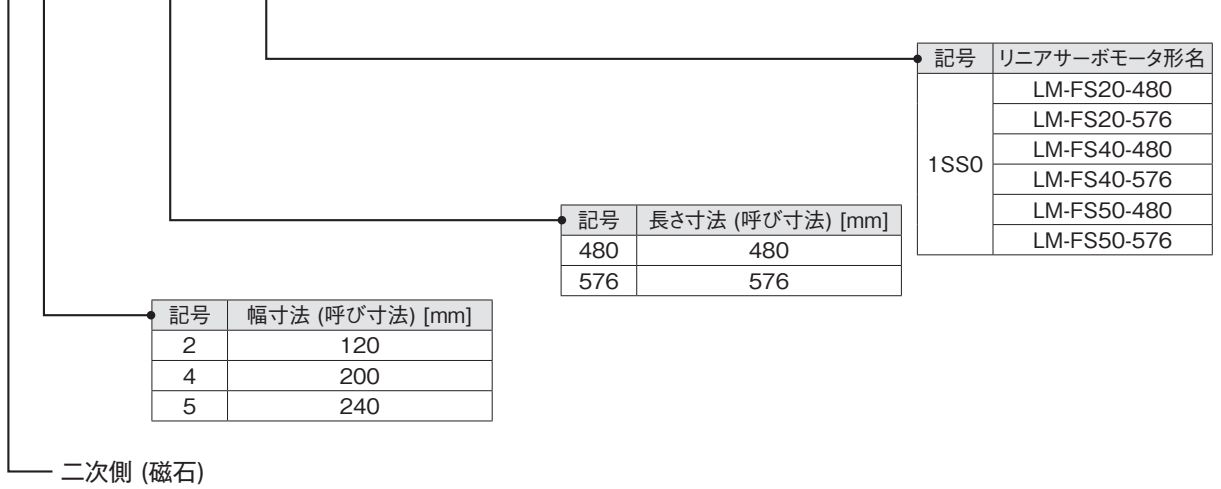 記号 リニアサーボモータ形名
1SS0
LM-FS20-480
LM-FS20-576
LM-FS40-480
LM-FS40-576
LM-FS50-480
LM-FS50-576
記号 長さ寸法 (呼び寸法) [mm]
480 480
576 576
記号 幅寸法 (呼び寸法) [mm]
2 120
4 200
5 240
二次側 (磁石)